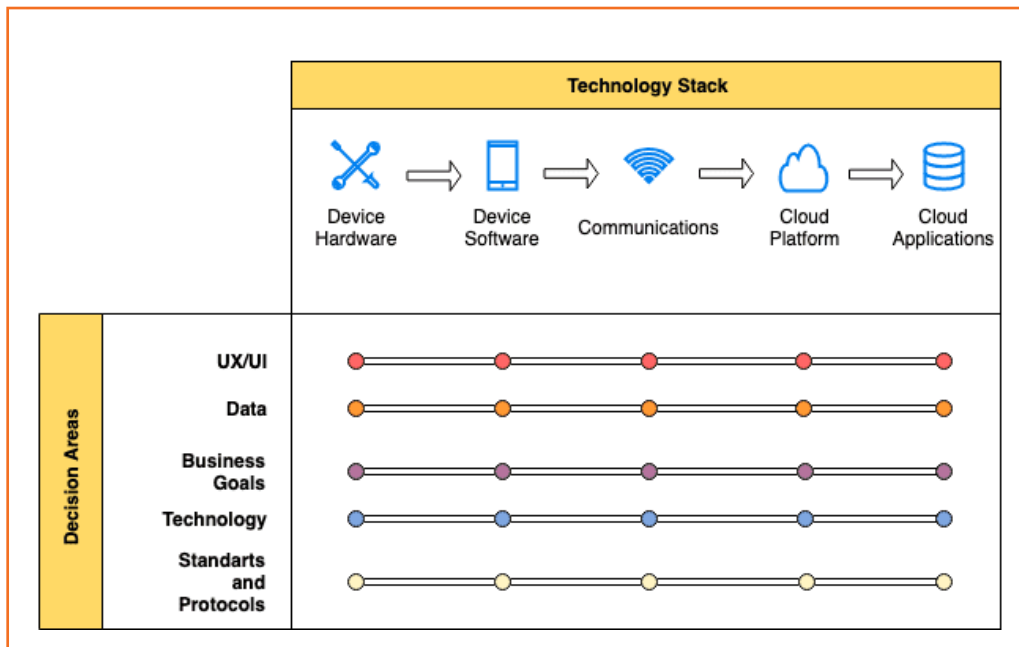 Technology Stack
Device
Hardware
Device
Software
Communications
Cloud
Platform
Cloud
Applications
Decision Areas
UX/UI
Data
Business
Goals
Technology
Standarts
and
Protocols